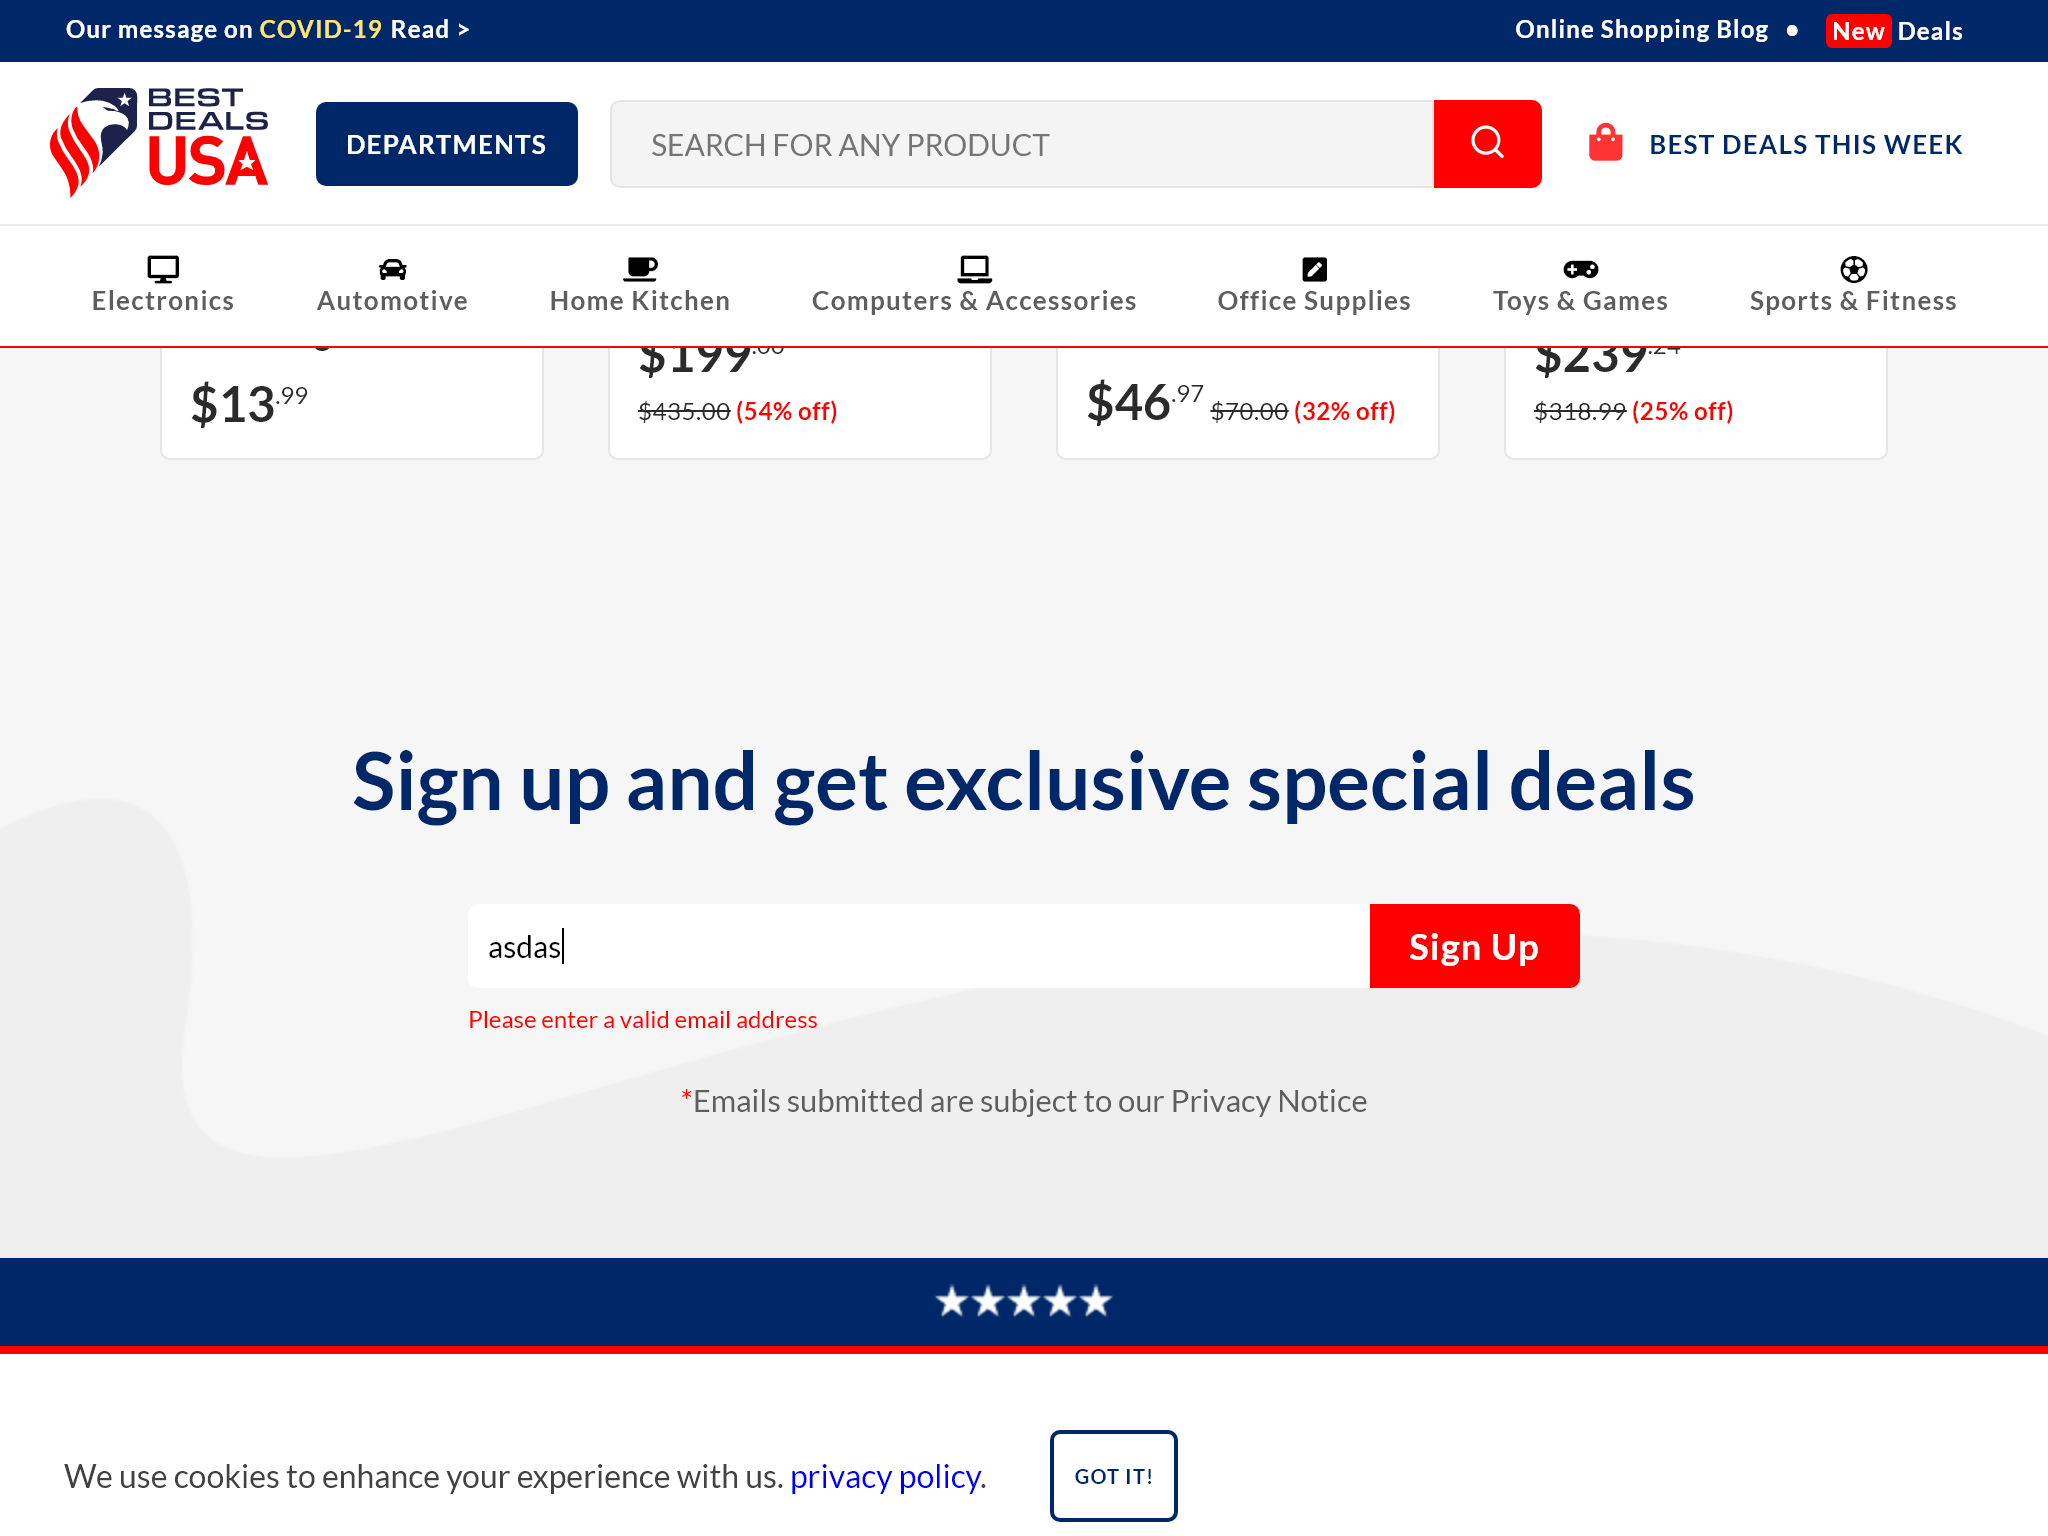 Our message on COVID-19 Read >
Online Shopping Blog • New Deals
BEST DEALS USA
DEPARTMENTS
SEARCH FOR ANY PRODUCT
BEST DEALS THIS WEEK
Electronics
Automotive
Home Kitchen
Computers & Accessories
Office Supplies
Toys & Games
Sports & Fitness
$13.99
$199.00
$435.00 (54% off)
$46.97 $70.00 (32% off)
$239.24
$318.99 (25% off)
Sign up and get exclusive special deals
asdas
Sign Up
Please enter a valid email address
*Emails submitted are subject to our Privacy Notice
We use cookies to enhance your experience with us. privacy policy.
GOT IT!